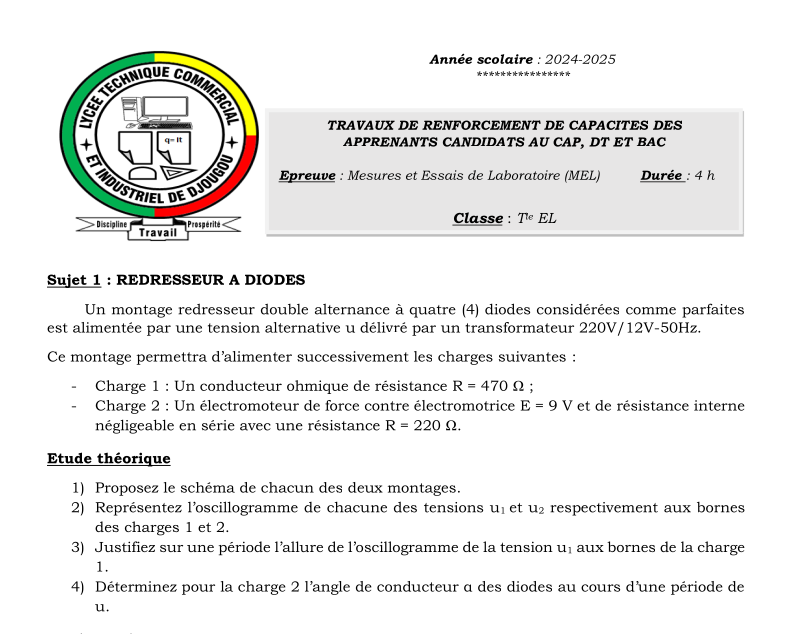 LYCEE TECHNIQUE COMMERCIAL
ET INDUSTRIEL DE DJOUGOU
q= It
Discipline
Travail
Prospérité
Année scolaire : 2024-2025
****************
TRAVAUX DE RENFORCEMENT DE CAPACITES DES
APPRENANTS CANDIDATS AU CAP, DT ET BAC
Epreuve : Mesures et Essais de Laboratoire (MEL) Durée : 4 h
Classe : Tle EL
Sujet 1 : REDRESSEUR A DIODES
Un montage redresseur double alternance à quatre (4) diodes considérées comme parfaites
est alimentée par une tension alternative u délivré par un transformateur 220V/12V-50Hz.
Ce montage permettra d'alimenter successivement les charges suivantes :
- Charge 1 : Un conducteur ohmique de résistance R = 470 Ω ;
- Charge 2 : Un électromoteur de force contre électromotrice E = 9 V et de résistance interne
négligeable en série avec une résistance R = 220 Ω.
Etude théorique
1) Proposez le schéma de chacun des deux montages.
2) Représentez l'oscillogramme de chacune des tensions u1 et u2 respectivement aux bornes
des charges 1 et 2.
3) Justifiez sur une période l'allure de l'oscillogramme de la tension u1 aux bornes de la charge
1.
4) Déterminez pour la charge 2 l'angle de conducteur α des diodes au cours d'une période de
u.